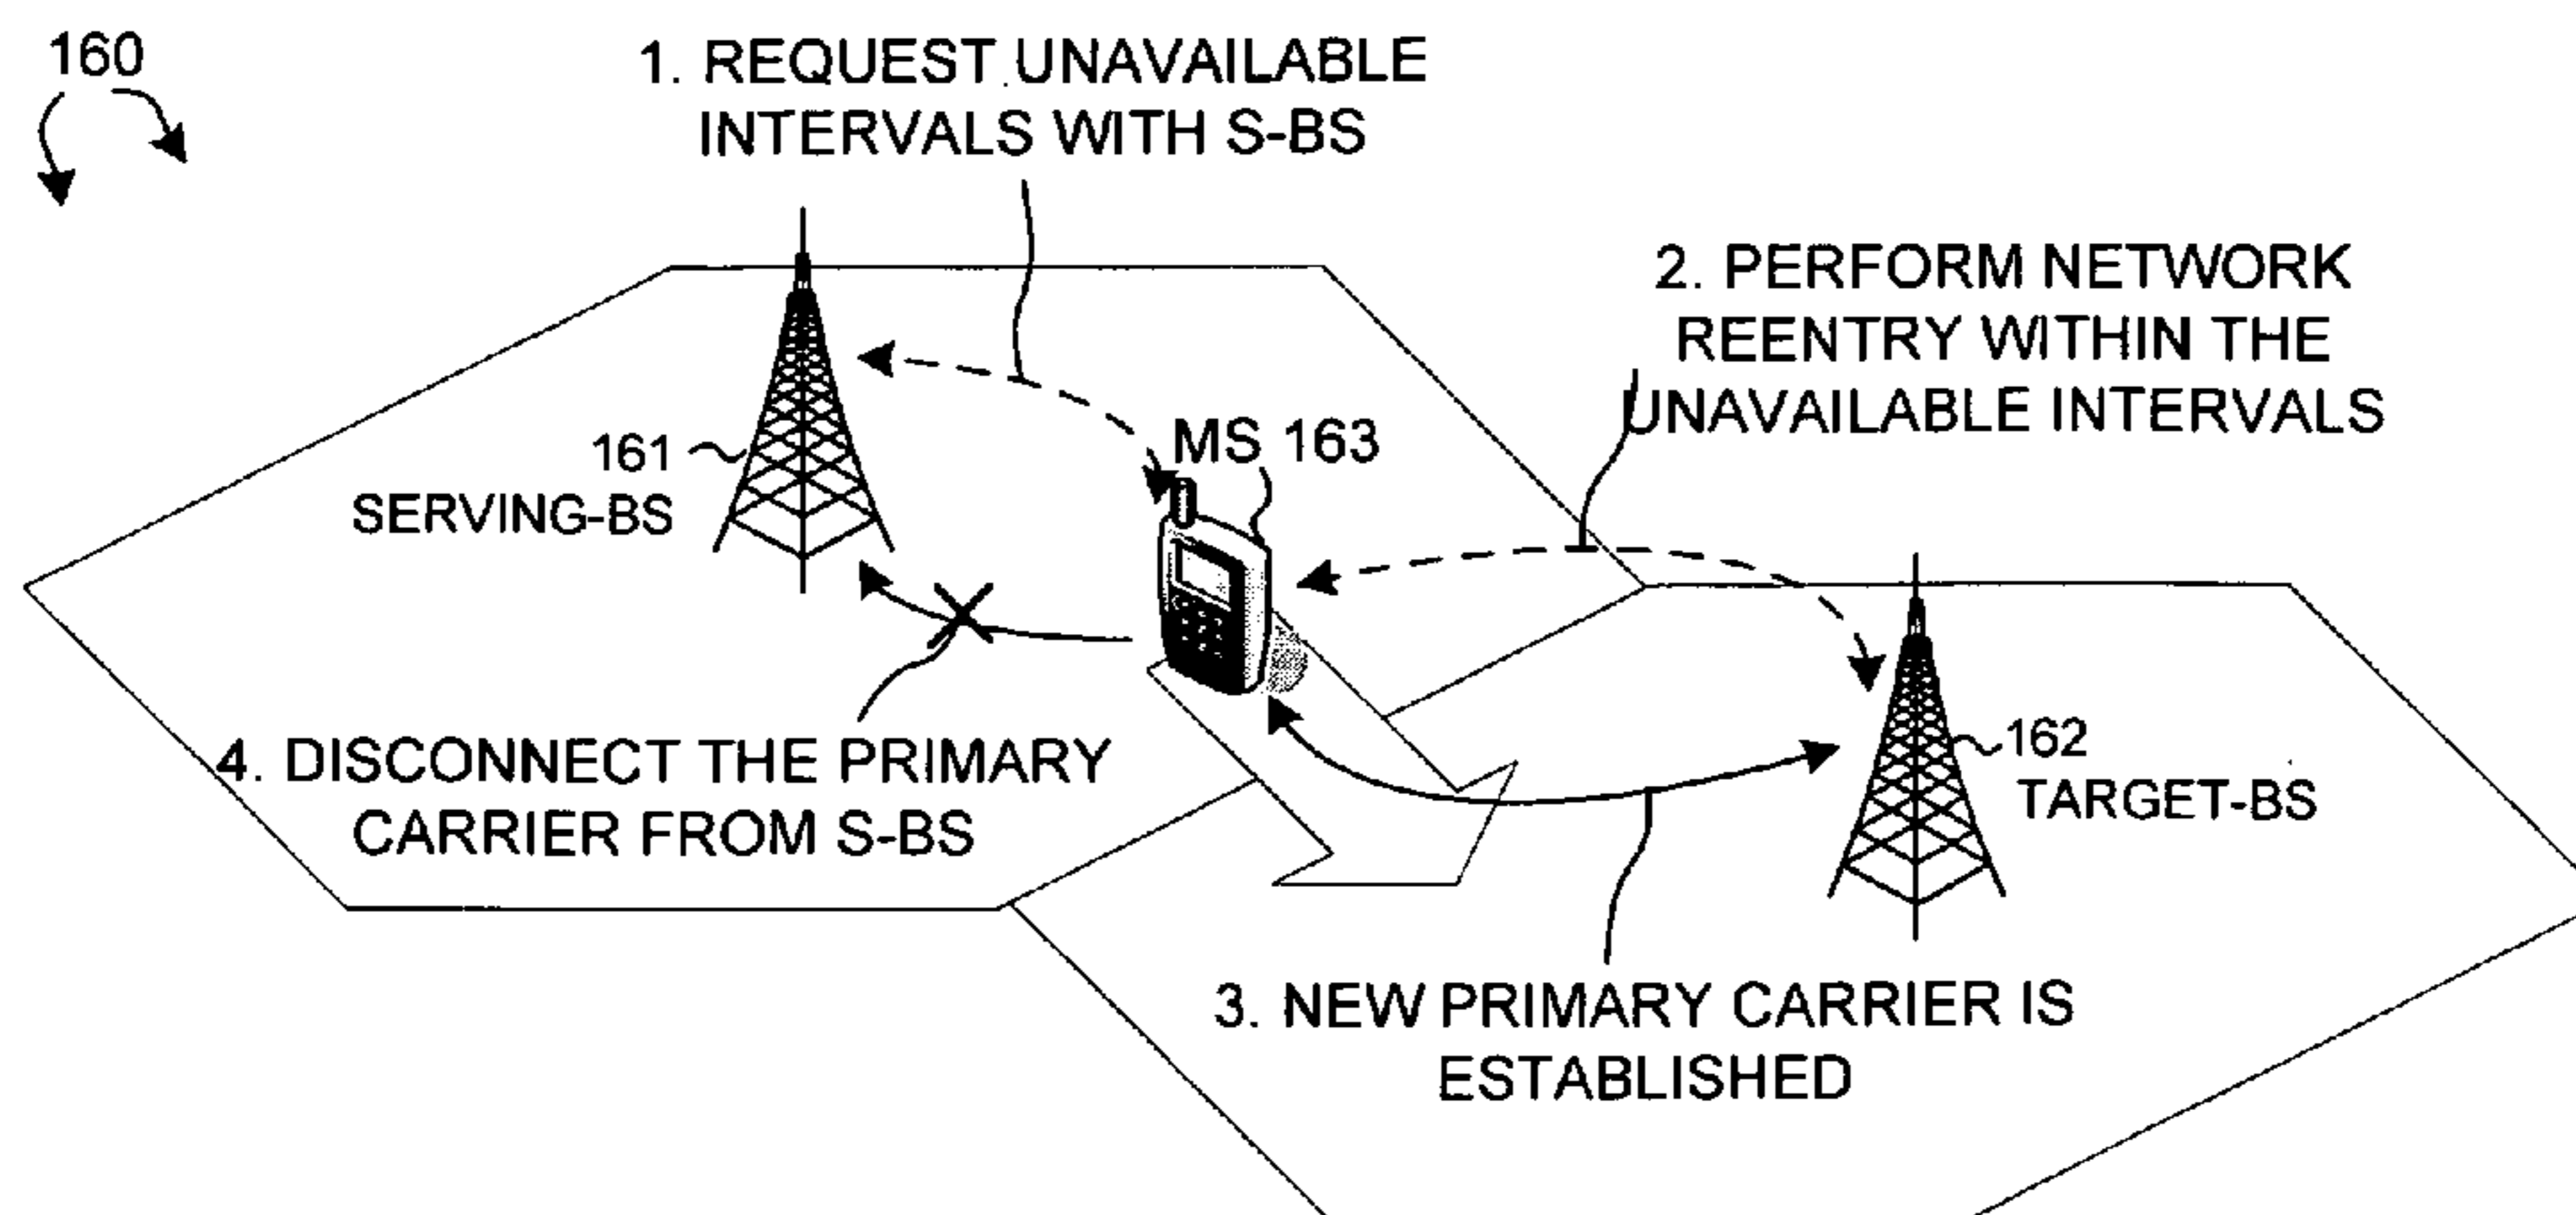 160
1. REQUEST UNAVAILABLE
INTERVALS WITH S-BS
2. PERFORM NETWORK
REENTRY WITHIN THE
UNAVAILABLE INTERVALS
161
SERVING-BS
MS 163
4. DISCONNECT THE PRIMARY
CARRIER FROM S-BS
162
TARGET-BS
3. NEW PRIMARY CARRIER IS
ESTABLISHED